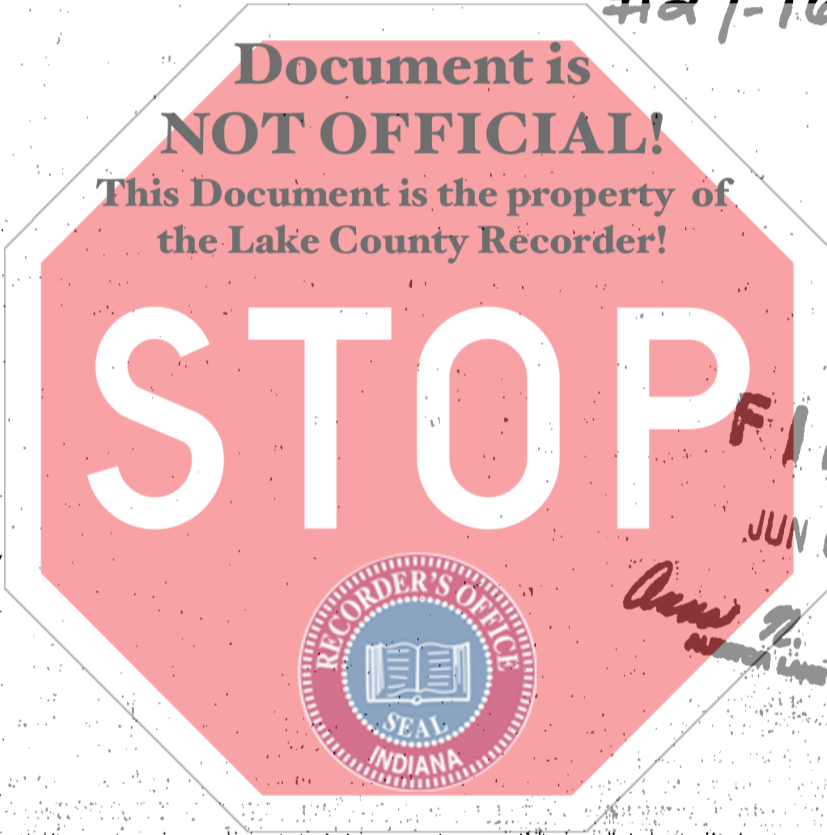 Document is
NOT OFFICIAL!
This Document is the property of
the Lake County Recorder!
STOP
JUN
RECORDER'S OFFICE
SEAL
INDIANA